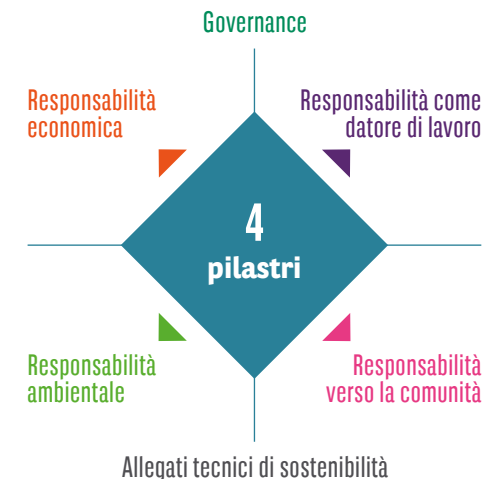 Governance
Responsabilità
economica
Responsabilità come
datore di lavoro
4
pilastri
Responsabilità
ambientale
Responsabilità
verso la comunità
Allegati tecnici di sostenibilità